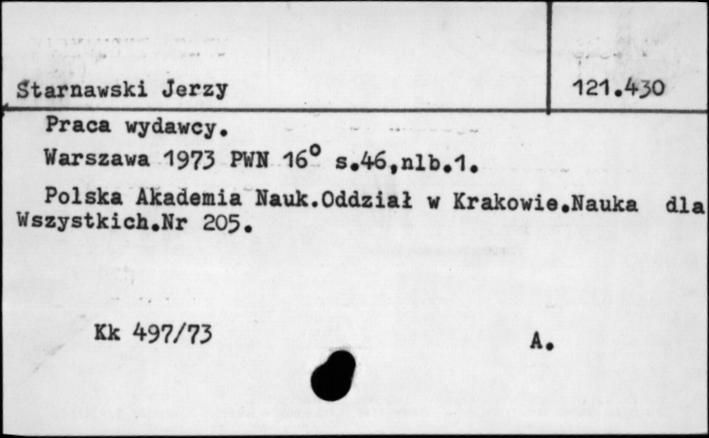 Starnawski Jerzy 121.430
Praca wydawcy.
Warszawa 1973 PWN 16° s.46,nlb.1.
Polska Akademia Nauk.Oddział w Krakowie.Nauka dla
Wszystkich.Nr 205.
Kk 497/73 A.